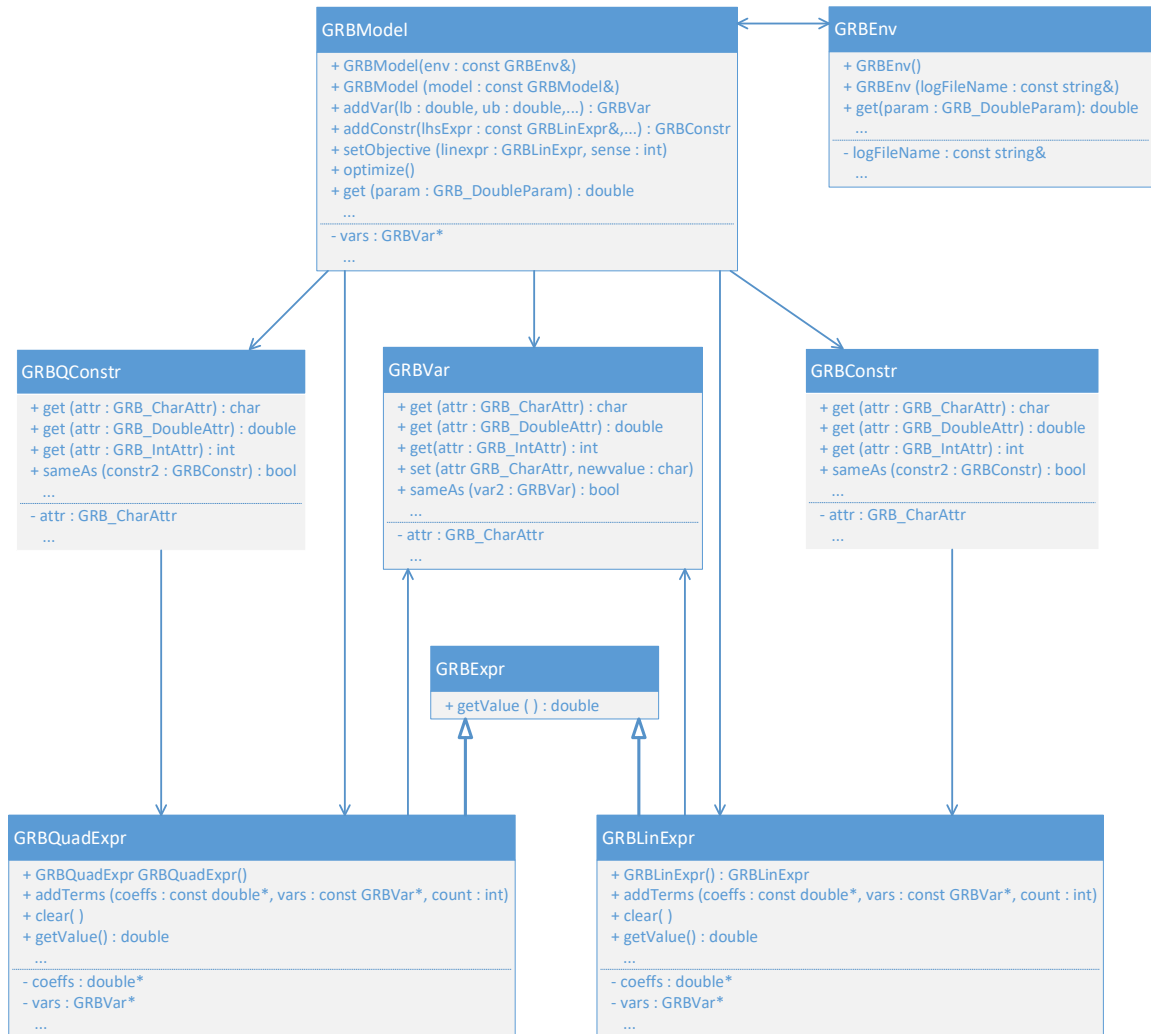 GRBModel
+ GRBModel(env : const GRBEnv&)
+ GRBModel (model : const GRBModel&)
+ addVar(lb : double, ub : double,...) : GRBVar
+ addConstr(lhsExpr : const GRBLinExpr&,...) : GRBConstr
+ setObjective (linexpr : GRBLinExpr, sense : int)
+ optimize()
+ get (param : GRB_DoubleParam) : double
...
- vars : GRBVar*
...
GRBEnv
+ GRBEnv()
+ GRBEnv (logFileName : const string&)
+ get(param : GRB_DoubleParam): double
...
- logFileName : const string&
...
GRBQConstr
+ get (attr : GRB_CharAttr) : char
+ get (attr : GRB_DoubleAttr) : double
+ get (attr : GRB_IntAttr) : int
+ sameAs (constr2 : GRBConstr) : bool
...
- attr : GRB_CharAttr
...
GRBVar
+ get (attr : GRB_CharAttr) : char
+ get (attr : GRB_DoubleAttr) : double
+ get(attr : GRB_IntAttr) : int
+ set (attr GRB_CharAttr, newvalue : char)
+ sameAs (var2 : GRBVar) : bool
...
- attr : GRB_CharAttr
...
GRBConstr
+ get (attr : GRB_CharAttr) : char
+ get (attr : GRB_DoubleAttr) : double
+ get (attr : GRB_IntAttr) : int
+ sameAs (constr2 : GRBConstr) : bool
...
- attr : GRB_CharAttr
...
GRBExpr
+ getValue ( ) : double
GRBQuadExpr
+ GRBQuadExpr GRBQuadExpr()
+ addTerms (coeffs : const double*, vars : const GRBVar*, count : int)
+ clear( )
+ getValue() : double
...
- coeffs : double*
- vars : GRBVar*
...
GRBLinExpr
+ GRBLinExpr() : GRBLinExpr
+ addTerms (coeffs : const double*, vars : const GRBVar*, count : int)
+ clear( )
+ getValue() : double
...
- coeffs : double*
- vars : GRBVar*
...